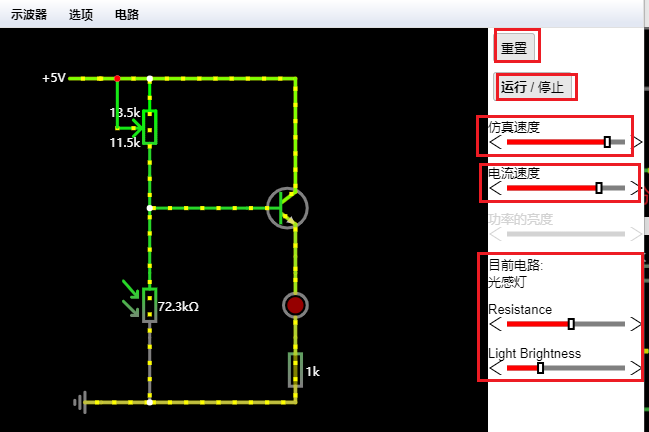 示波器 选项 电路
重置
+5V
运行 / 停止
13.5k
仿真速度
11.5k
电流速度
功率的亮度
目前电路:
光感灯
72.3kΩ
Resistance
Light Brightness
1k